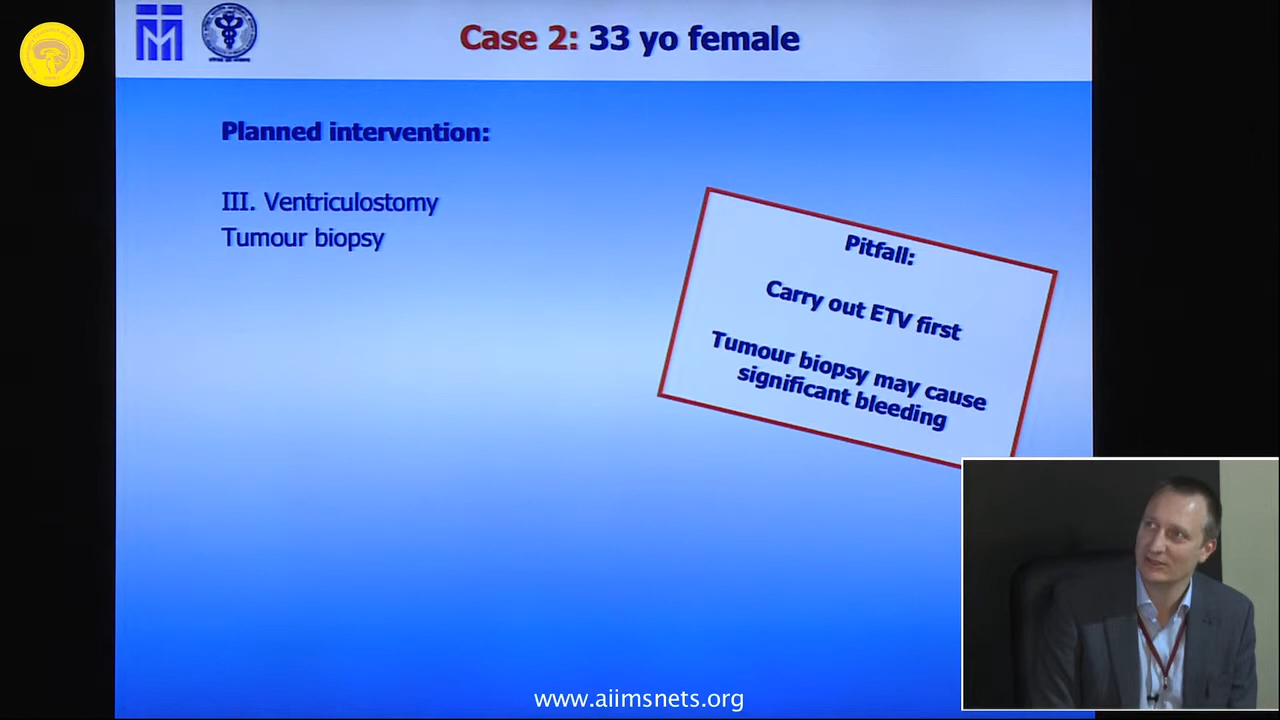 Case 2: 33 yo female
Planned intervention:
III. Ventriculostomy
Tumour biopsy
Pitfall:
Carry out ETV first
Tumour biopsy may cause
significant bleeding
www.aiimsnets.org